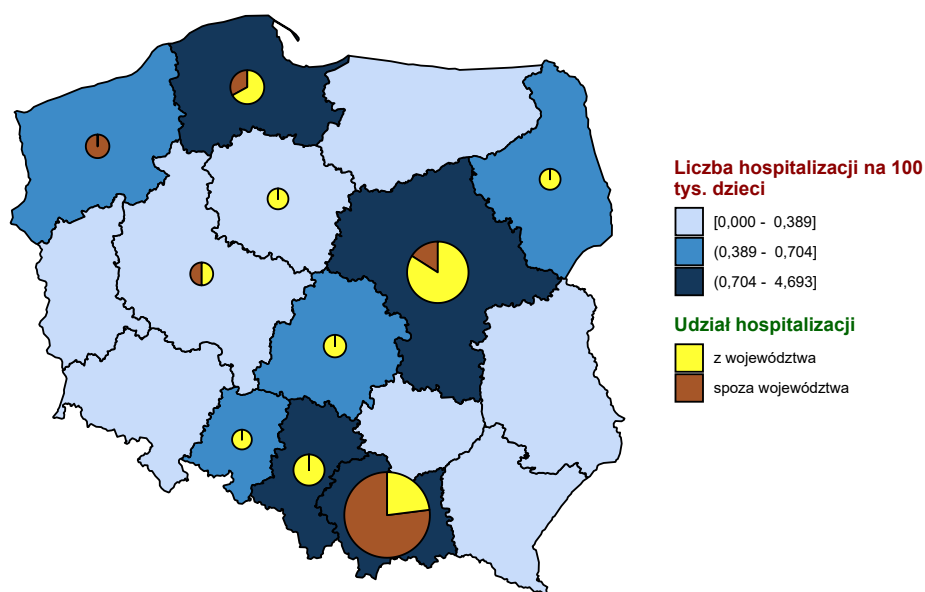 Liczba hospitalizacji na 100
tys. dzieci
[0,000 - 0,389]
(0,389 - 0,704]
(0,704 - 4,693]
Udział hospitalizacji
z województwa
spoza województwa